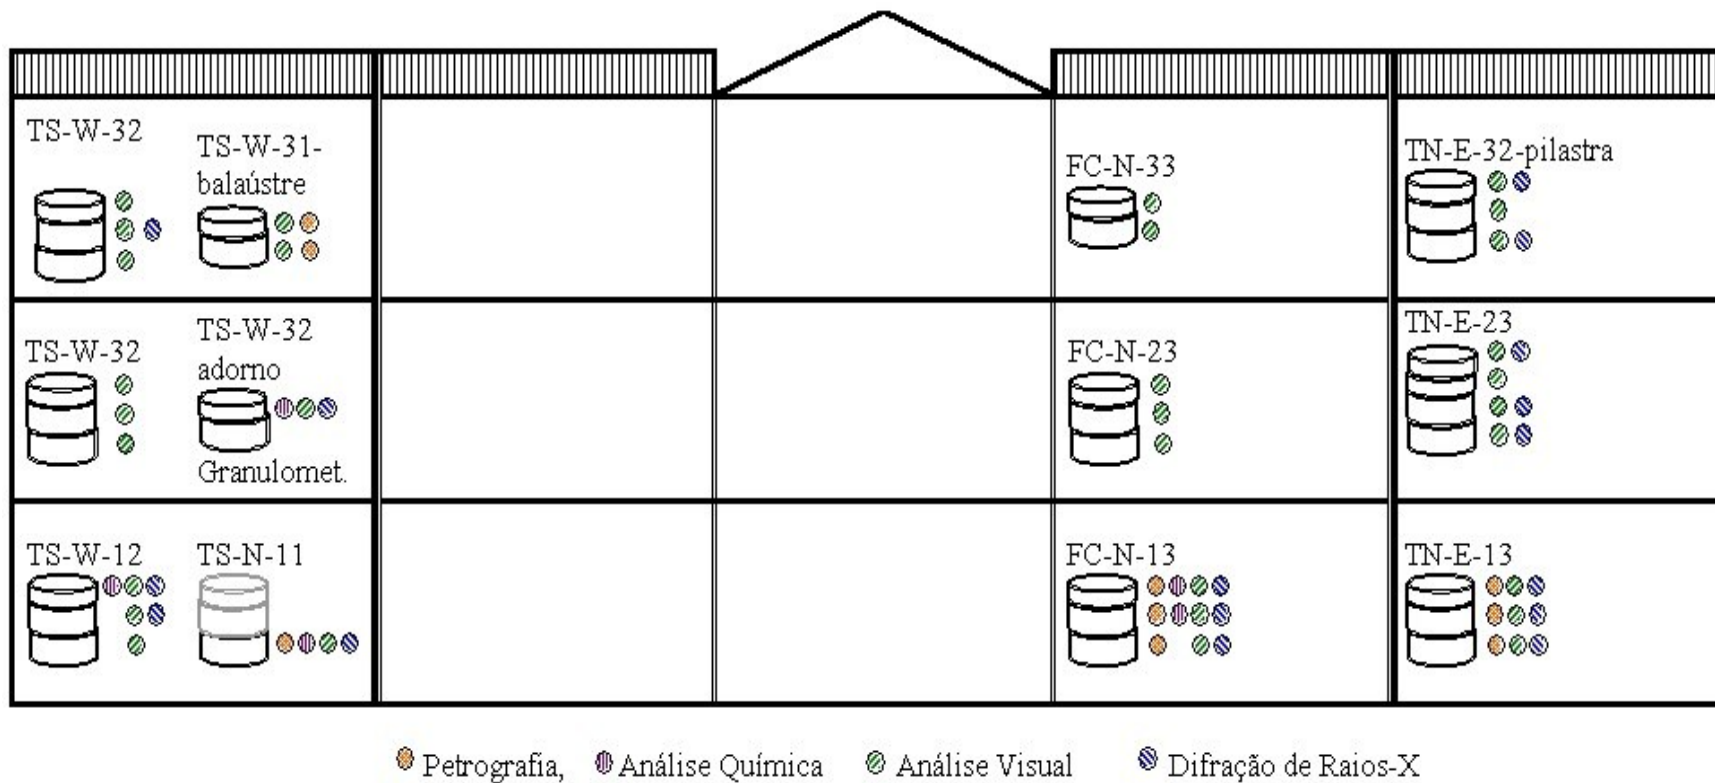 TS-W-32
TS-W-31-
balaústre
FC-N-33
TN-E-32-pilastra
TS-W-32
TS-W-32
adorno
Granulomet.
FC-N-23
TN-E-23
TS-W-12
TS-N-11
FC-N-13
TN-E-13
Petrografia,
Análise Química
Análise Visual
Difração de Raios-X